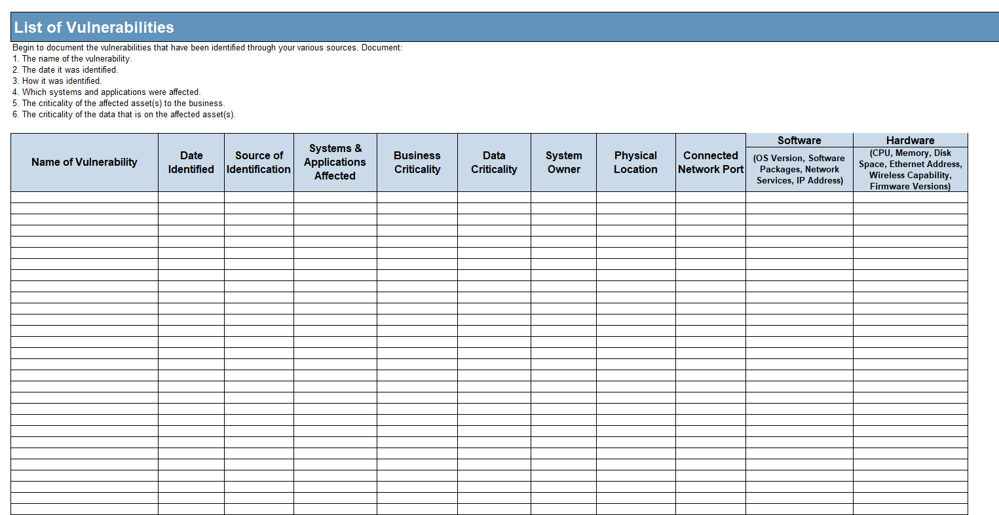 List of Vulnerabilities
Begin to document the vulnerabilities that have been identified through your various sources. Document:
1. The name of the vulnerability.
2. The date it was identified.
3. How it was identified.
4. Which systems and applications were affected.
5. The criticality of the affected asset(s) to the business.
6. The criticality of the data that is on the affected asset(s).
Name of Vulnerability
Date
Identified
Source of
Identification
Systems &
Applications
Affected
Business
Criticality
Data
Criticality
System
Owner
Physical
Location
Connected
Network Port
Software
(OS Version, Software
Packages, Network
Services, IP Address)
Hardware
(CPU, Memory, Disk
Space, Ethernet Address,
Wireless Capability,
Firmware Versions)